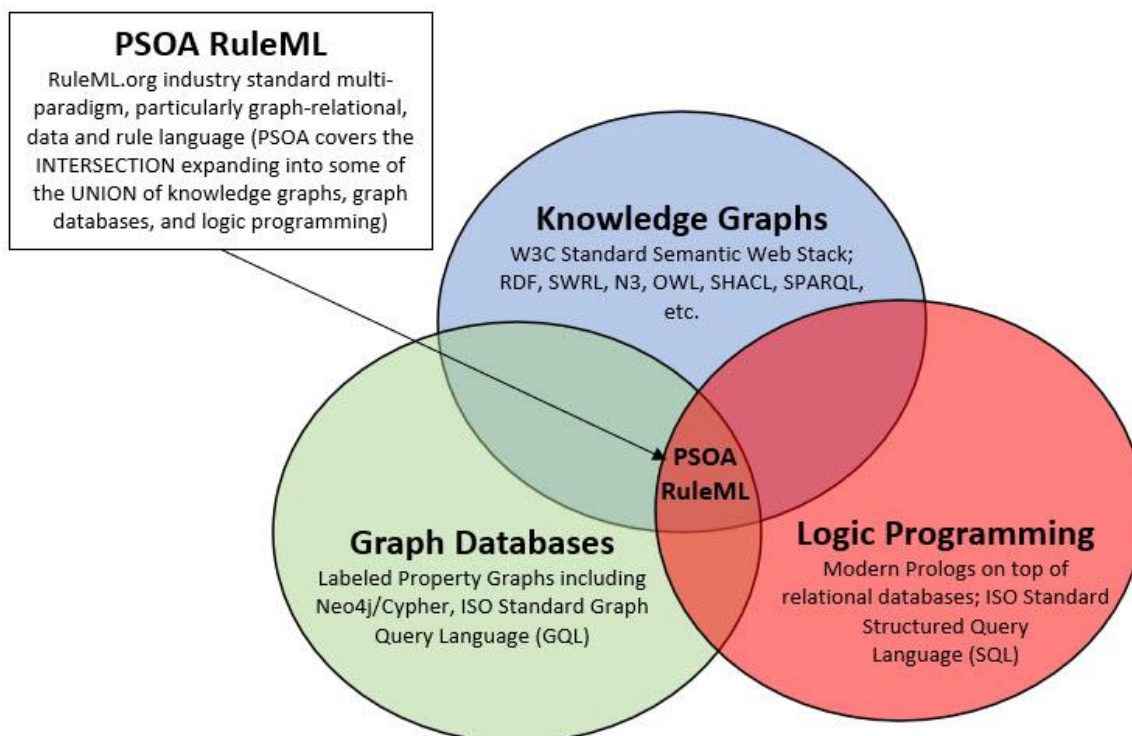 PSOA RuleML
RuleML.org industry standard multi-
paradigm, particularly graph-relational,
data and rule language (PSOA covers the
INTERSECTION expanding into some of
the UNION of knowledge graphs, graph
databases, and logic programming)
Knowledge Graphs
W3C Standard Semantic Web Stack;
RDF, SWRL, N3, OWL, SHACL, SPARQL,
etc.
PSOA
RuleML
Graph Databases
Labeled Property Graphs including
Neo4j/Cypher, ISO Standard Graph
Query Language (GQL)
Logic Programming
Modern Prologs on top of
relational databases; ISO Standard
Structured Query
Language (SQL)